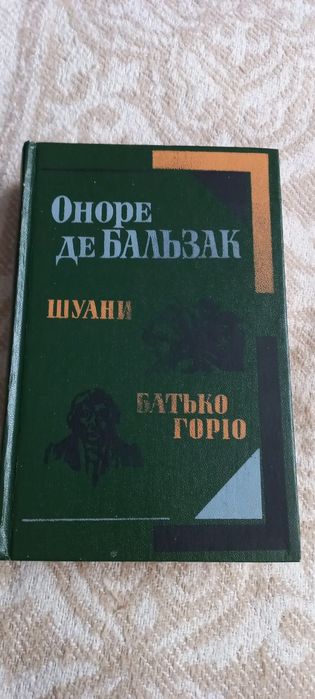 Оноре
де Бальзак
Шуани
Батько
Горіо